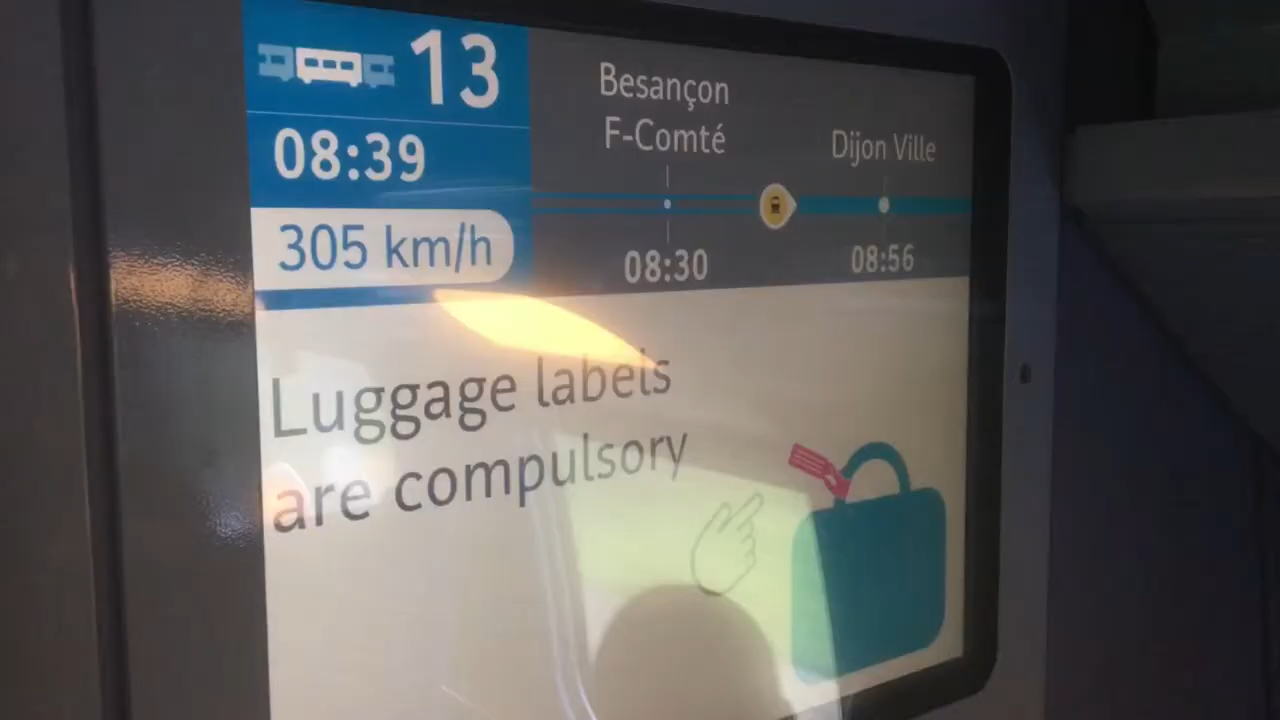 13
08:39
305 km/h
Besançon
F-Comté
08:30
Dijon Ville
08:56
Luggage labels
are compulsory